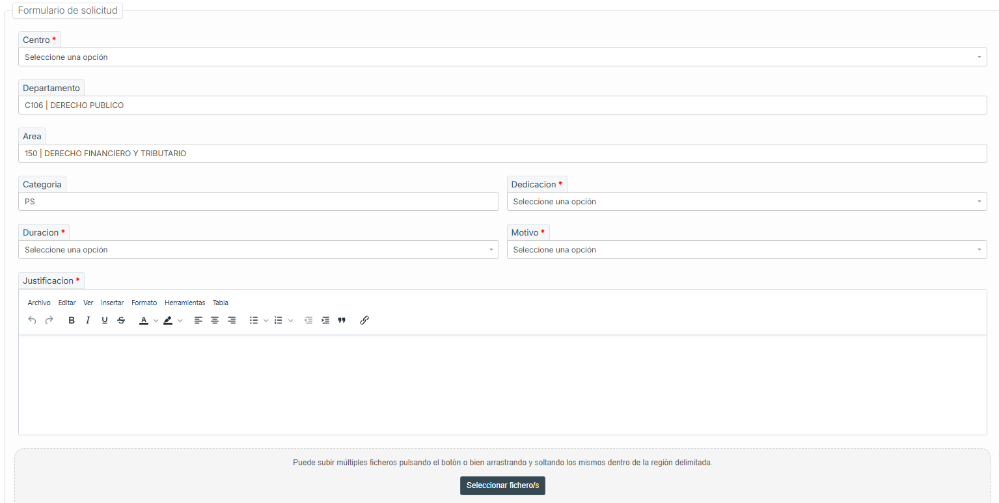 Formulario de solicitud
Centro *
Seleccione una opción
Departamento
C106 | DERECHO PUBLICO
Area
150 | DERECHO FINANCIERO Y TRIBUTARIO
Categoria
PS
Dedicacion *
Seleccione una opción
Duracion *
Seleccione una opción
Motivo *
Seleccione una opción
Justificacion *
Archivo Editar Ver Insertar Formato Herramientas Tabla
Puede subir múltiples ficheros pulsando el botón o bien arrastrando y soltando los mismos dentro de la región delimitada.
Seleccionar fichero/s